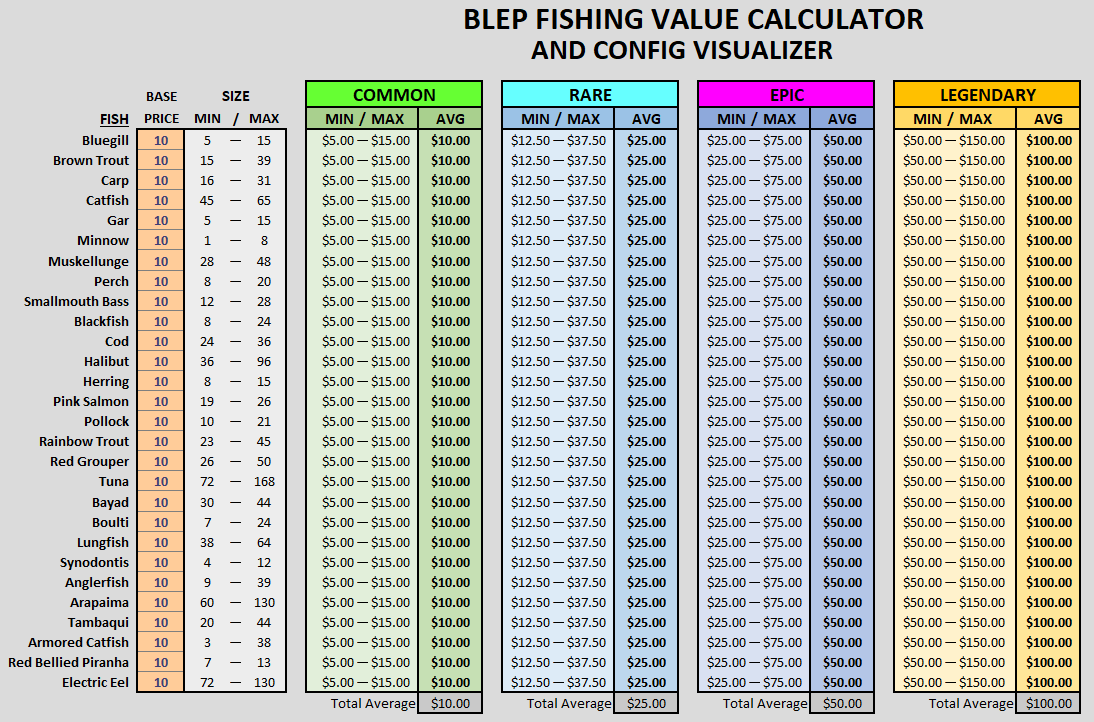 BLEP FISHING VALUE CALCULATOR
AND CONFIG VISUALIZER
BASE SIZE COMMON RARE EPIC LEGENDARY
FISH PRICE MIN / MAX MIN / MAX AVG MIN / MAX AVG MIN / MAX AVG MIN / MAX AVG
Bluegill 10 5 — 15 $5.00 — $15.00 $10.00 $12.50 — $37.50 $25.00 $25.00 — $75.00 $50.00 $50.00 — $150.00 $100.00
Brown Trout 10 15 — 39 $5.00 — $15.00 $10.00 $12.50 — $37.50 $25.00 $25.00 — $75.00 $50.00 $50.00 — $150.00 $100.00
Carp 10 16 — 31 $5.00 — $15.00 $10.00 $12.50 — $37.50 $25.00 $25.00 — $75.00 $50.00 $50.00 — $150.00 $100.00
Catfish 10 45 — 65 $5.00 — $15.00 $10.00 $12.50 — $37.50 $25.00 $25.00 — $75.00 $50.00 $50.00 — $150.00 $100.00
Gar 10 5 — 15 $5.00 — $15.00 $10.00 $12.50 — $37.50 $25.00 $25.00 — $75.00 $50.00 $50.00 — $150.00 $100.00
Minnow 10 1 — 8 $5.00 — $15.00 $10.00 $12.50 — $37.50 $25.00 $25.00 — $75.00 $50.00 $50.00 — $150.00 $100.00
Muskellunge 10 28 — 48 $5.00 — $15.00 $10.00 $12.50 — $37.50 $25.00 $25.00 — $75.00 $50.00 $50.00 — $150.00 $100.00
Perch 10 8 — 20 $5.00 — $15.00 $10.00 $12.50 — $37.50 $25.00 $25.00 — $75.00 $50.00 $50.00 — $150.00 $100.00
Smallmouth Bass 10 12 — 28 $5.00 — $15.00 $10.00 $12.50 — $37.50 $25.00 $25.00 — $75.00 $50.00 $50.00 — $150.00 $100.00
Blackfish 10 8 — 24 $5.00 — $15.00 $10.00 $12.50 — $37.50 $25.00 $25.00 — $75.00 $50.00 $50.00 — $150.00 $100.00
Cod 10 24 — 36 $5.00 — $15.00 $10.00 $12.50 — $37.50 $25.00 $25.00 — $75.00 $50.00 $50.00 — $150.00 $100.00
Halibut 10 36 — 96 $5.00 — $15.00 $10.00 $12.50 — $37.50 $25.00 $25.00 — $75.00 $50.00 $50.00 — $150.00 $100.00
Herring 10 8 — 15 $5.00 — $15.00 $10.00 $12.50 — $37.50 $25.00 $25.00 — $75.00 $50.00 $50.00 — $150.00 $100.00
Pink Salmon 10 19 — 26 $5.00 — $15.00 $10.00 $12.50 — $37.50 $25.00 $25.00 — $75.00 $50.00 $50.00 — $150.00 $100.00
Pollock 10 10 — 21 $5.00 — $15.00 $10.00 $12.50 — $37.50 $25.00 $25.00 — $75.00 $50.00 $50.00 — $150.00 $100.00
Rainbow Trout 10 23 — 45 $5.00 — $15.00 $10.00 $12.50 — $37.50 $25.00 $25.00 — $75.00 $50.00 $50.00 — $150.00 $100.00
Red Grouper 10 26 — 50 $5.00 — $15.00 $10.00 $12.50 — $37.50 $25.00 $25.00 — $75.00 $50.00 $50.00 — $150.00 $100.00
Tuna 10 72 — 168 $5.00 — $15.00 $10.00 $12.50 — $37.50 $25.00 $25.00 — $75.00 $50.00 $50.00 — $150.00 $100.00
Bayad 10 30 — 44 $5.00 — $15.00 $10.00 $12.50 — $37.50 $25.00 $25.00 — $75.00 $50.00 $50.00 — $150.00 $100.00
Boulti 10 7 — 24 $5.00 — $15.00 $10.00 $12.50 — $37.50 $25.00 $25.00 — $75.00 $50.00 $50.00 — $150.00 $100.00
Lungfish 10 38 — 64 $5.00 — $15.00 $10.00 $12.50 — $37.50 $25.00 $25.00 — $75.00 $50.00 $50.00 — $150.00 $100.00
Synodontis 10 4 — 12 $5.00 — $15.00 $10.00 $12.50 — $37.50 $25.00 $25.00 — $75.00 $50.00 $50.00 — $150.00 $100.00
Anglerfish 10 9 — 39 $5.00 — $15.00 $10.00 $12.50 — $37.50 $25.00 $25.00 — $75.00 $50.00 $50.00 — $150.00 $100.00
Arapaima 10 60 — 130 $5.00 — $15.00 $10.00 $12.50 — $37.50 $25.00 $25.00 — $75.00 $50.00 $50.00 — $150.00 $100.00
Tambaqui 10 20 — 44 $5.00 — $15.00 $10.00 $12.50 — $37.50 $25.00 $25.00 — $75.00 $50.00 $50.00 — $150.00 $100.00
Armored Catfish 10 3 — 38 $5.00 — $15.00 $10.00 $12.50 — $37.50 $25.00 $25.00 — $75.00 $50.00 $50.00 — $150.00 $100.00
Red Bellied Piranha 10 7 — 13 $5.00 — $15.00 $10.00 $12.50 — $37.50 $25.00 $25.00 — $75.00 $50.00 $50.00 — $150.00 $100.00
Electric Eel 10 72 — 130 $5.00 — $15.00 $10.00 $12.50 — $37.50 $25.00 $25.00 — $75.00 $50.00 $50.00 — $150.00 $100.00
Total Average $10.00 Total Average $25.00 Total Average $50.00 Total Average $100.00